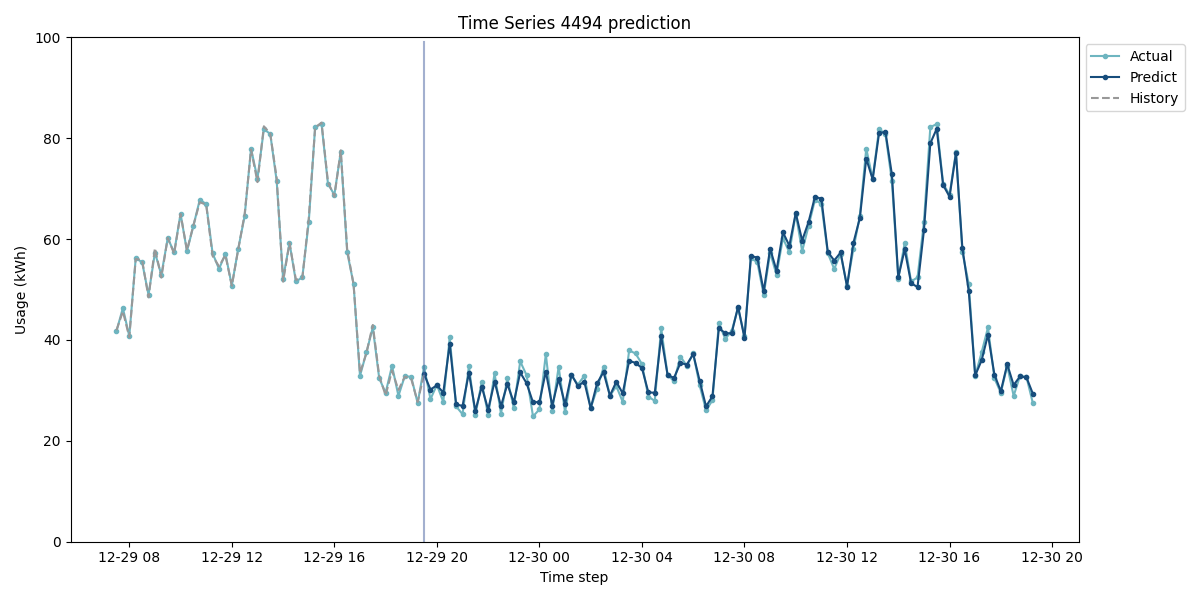 Time Series 4494 prediction
100
80
60
40
20
0
Usage (kWh)
12-29 08
12-29 12
12-29 16
12-29 20
12-30 00
12-30 04
12-30 08
12-30 12
12-30 16
12-30 20
Time step
Actual
Predict
History